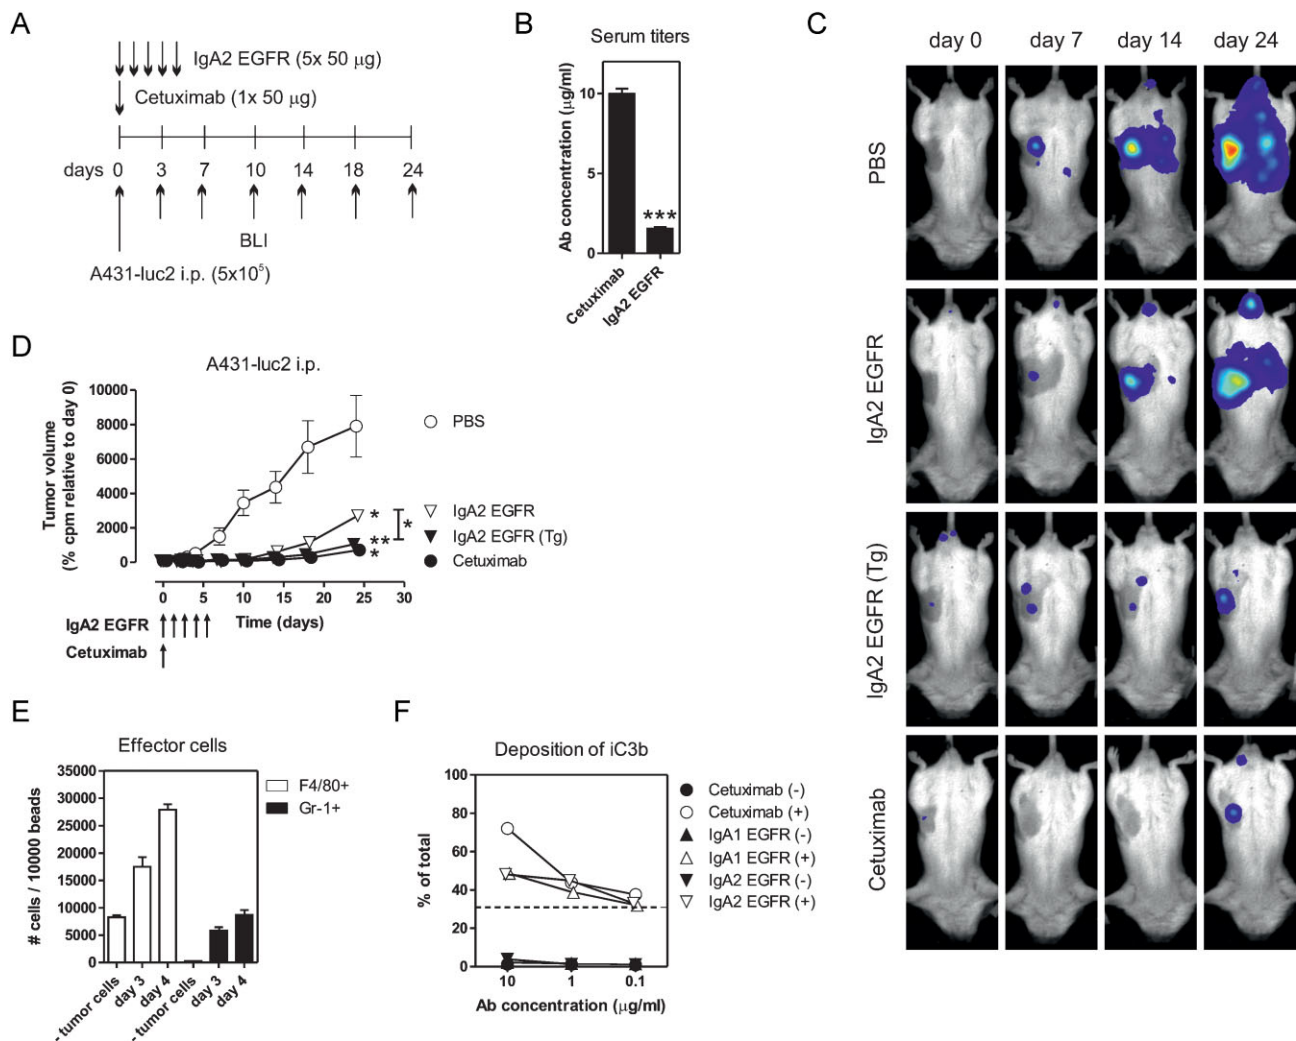 A
IgA2 EGFR (5x 50 µg)
Cetuximab (1x 50 µg)
days 0 3 7 10 14 18 24
BLI
A431-luc2 i.p. (5x10⁵)
B
Serum titers
Ab concentration (µg/ml)
10
5
0
***
Cetuximab
IgA2 EGFR
C
day 0 day 7 day 14 day 24
PBS
IgA2 EGFR
IgA2 EGFR (Tg)
Cetuximab
D
A431-luc2 i.p.
Tumor volume
(% cpm relative to day 0)
10000
8000
6000
4000
2000
0
0 5 10 15 20 25 30
Time (days)
PBS
* IgA2 EGFR
** IgA2 EGFR (Tg)
* Cetuximab
*
IgA2 EGFR
Cetuximab
E
Effector cells
# cells / 10000 beads
35000
30000
25000
20000
15000
10000
5000
0
- tumor cells
day 3
day 4
- tumor cells
day 3
day 4
F4/80+
Gr-1+
F
Deposition of iC3b
% of total
100
80
60
40
20
0
10 1 0.1
Ab concentration (µg/ml)
Cetuximab (-)
Cetuximab (+)
IgA1 EGFR (-)
IgA1 EGFR (+)
IgA2 EGFR (-)
IgA2 EGFR (+)